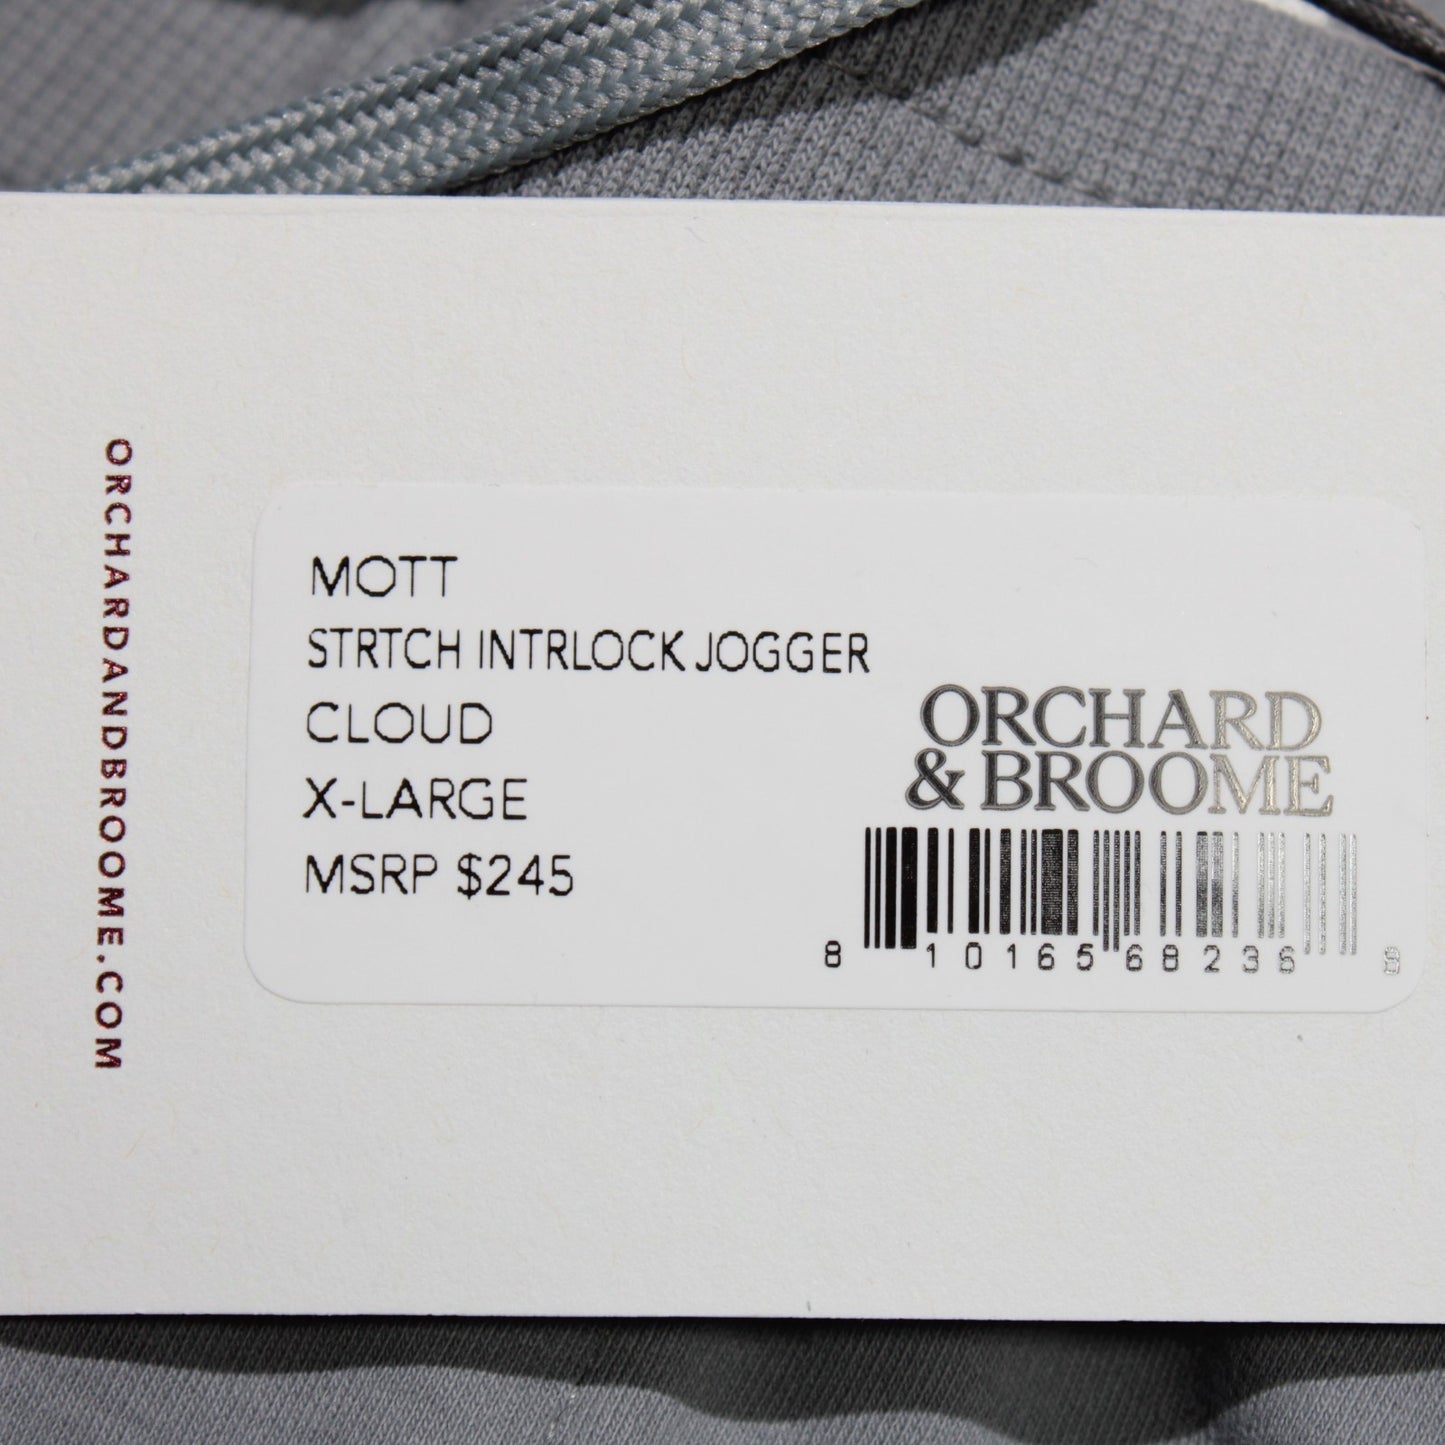 ORCHARDANDBROOME.COM
MOTT
STRTCH INTRLOCK JOGGER
CLOUD
X-LARGE
MSRP $245
ORCHARD
& BROOME
8 10165 68236 8